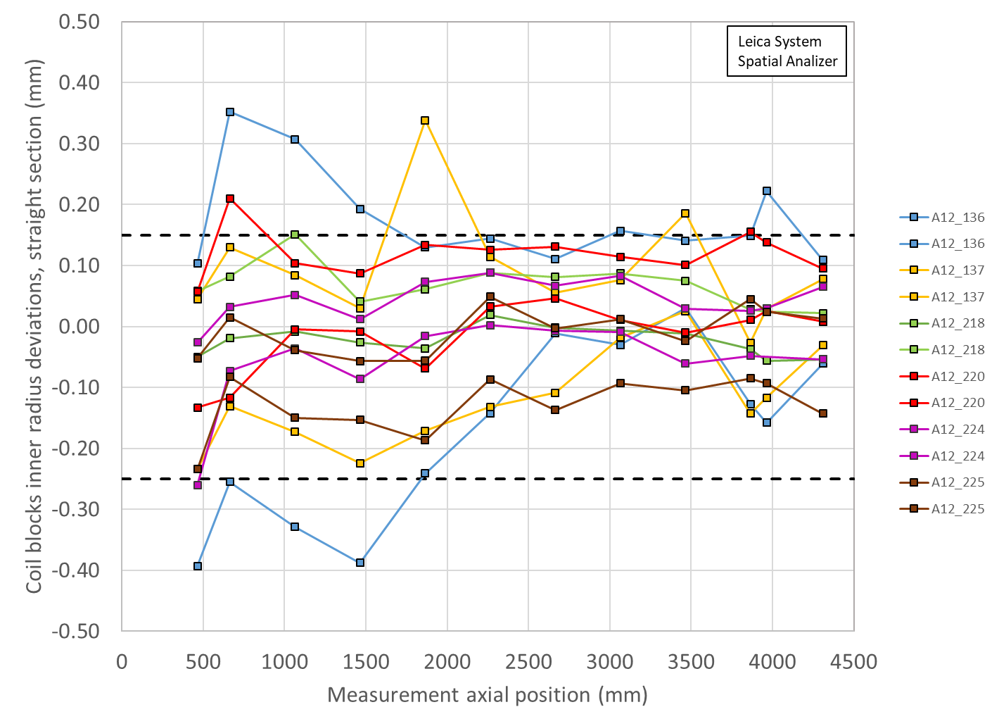 Coil blocks inner radius deviations, straight section (mm)
0.50
0.40
0.30
0.20
0.10
0.00
-0.10
-0.20
-0.30
-0.40
-0.50
Leica System
Spatial Analizer
0 500 1000 1500 2000 2500 3000 3500 4000 4500
Measurement axial position (mm)
A12_136
A12_136
A12_137
A12_137
A12_218
A12_218
A12_220
A12_220
A12_224
A12_224
A12_225
A12_225